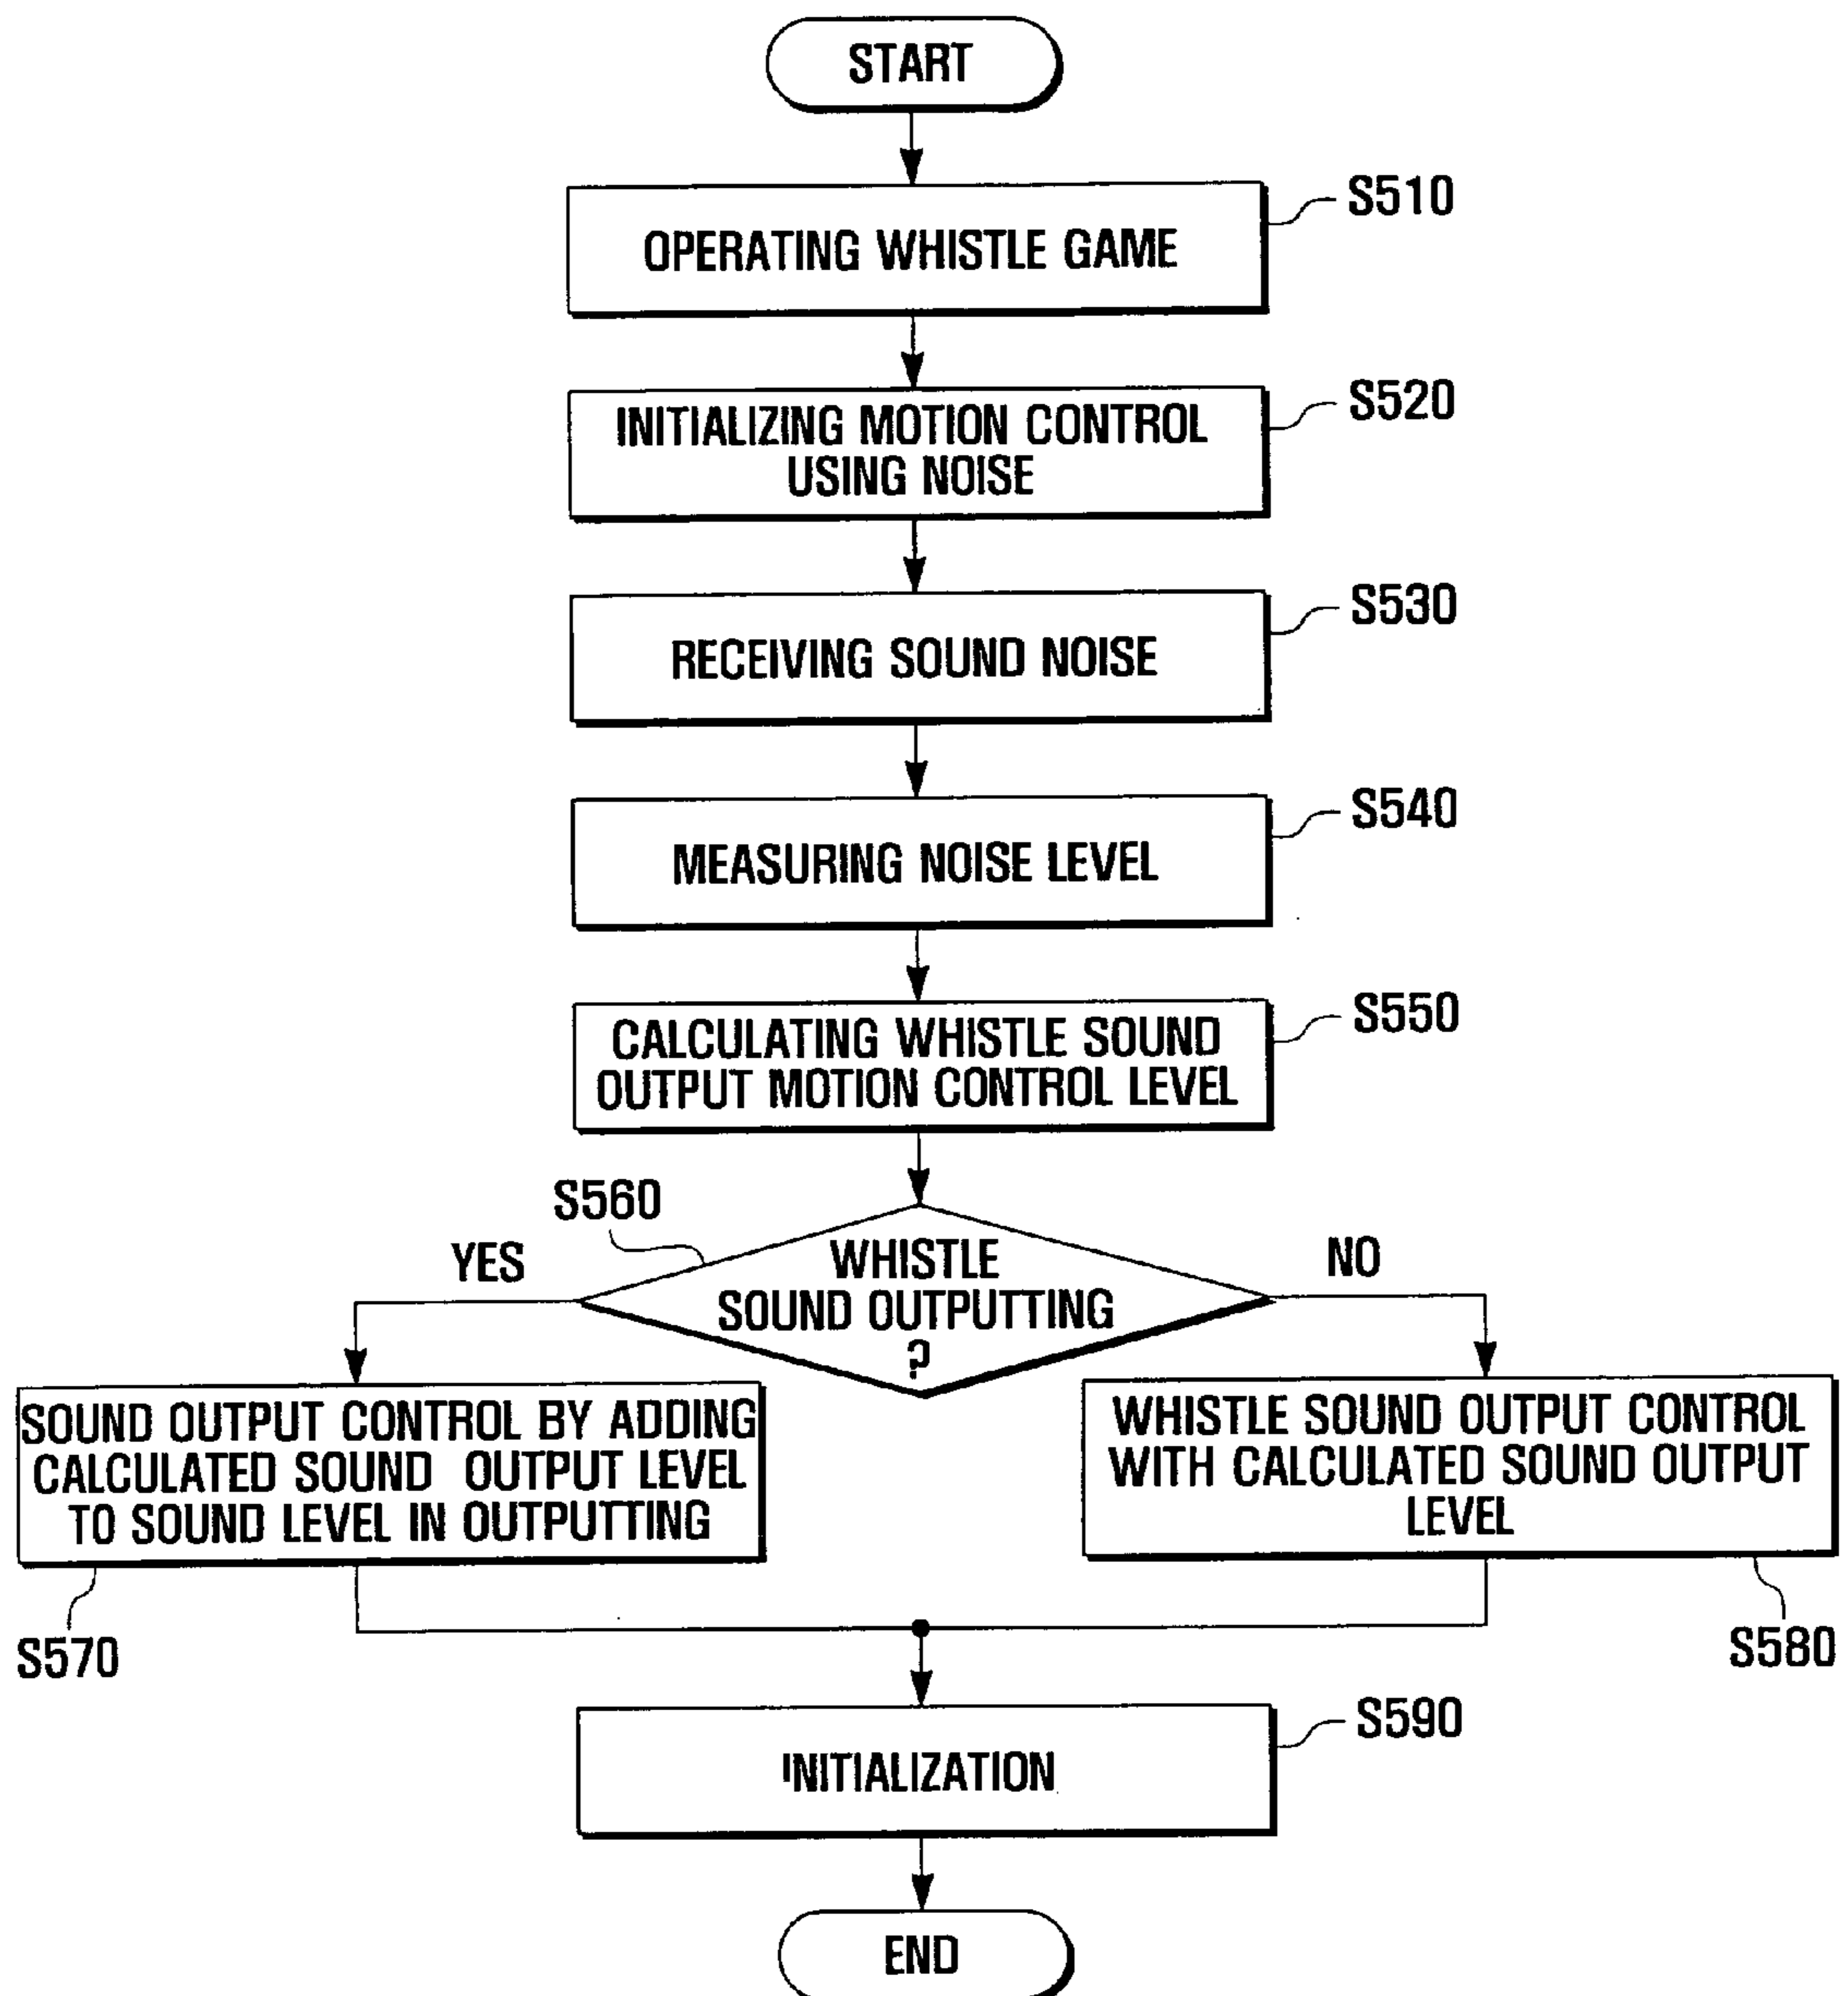 START
S510
OPERATING WHISTLE GAME
S520
INITIALIZING MOTION CONTROL
USING NOISE
S530
RECEIVING SOUND NOISE
S540
MEASURING NOISE LEVEL
S550
CALCULATING WHISTLE SOUND
OUTPUT MOTION CONTROL LEVEL
S560
YES
NO
WHISTLE
SOUND OUTPUTTING
?
SOUND OUTPUT CONTROL BY ADDING
CALCULATED SOUND OUTPUT LEVEL
TO SOUND LEVEL IN OUTPUTTING
S570
WHISTLE SOUND OUTPUT CONTROL
WITH CALCULATED SOUND OUTPUT
LEVEL
S580
S590
INITIALIZATION
END